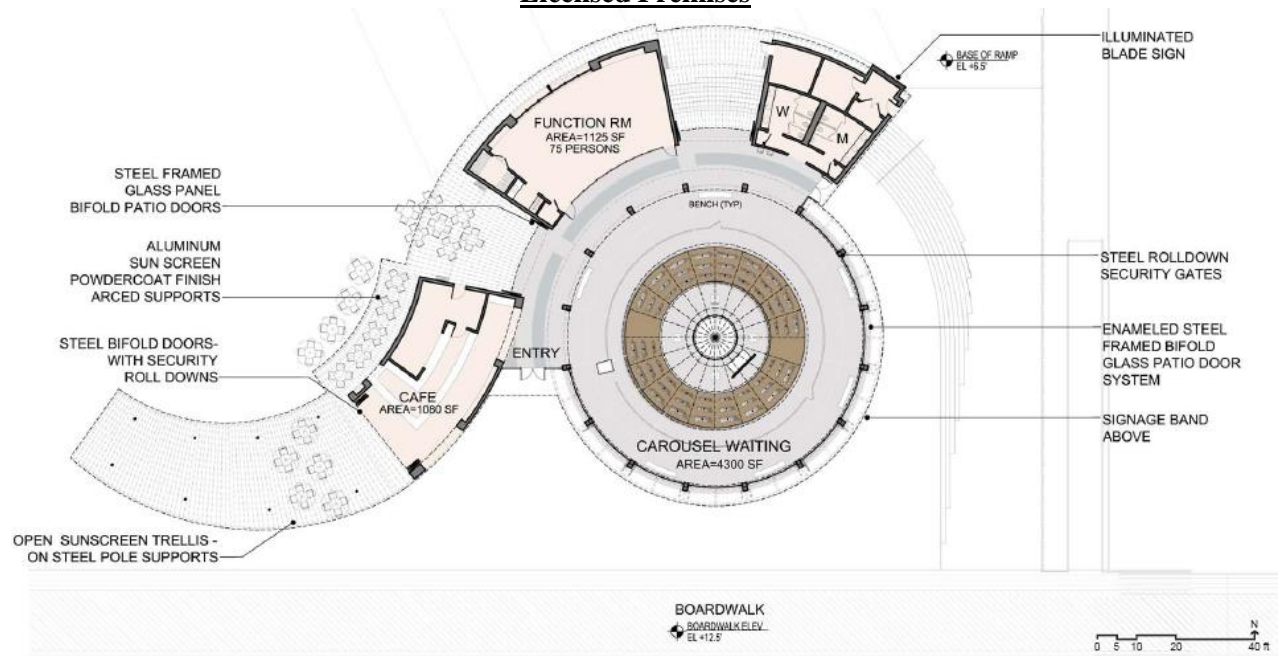 Licensed Premises
ILLUMINATED
BLADE SIGN
BASE OF RAMP
EL +6.5'
FUNCTION RM
AREA=1125 SF
75 PERSONS
W
M
STEEL FRAMED
GLASS PANEL
BIFOLD PATIO DOORS
BENCH (TYP)
ALUMINUM
SUN SCREEN
POWDERCOAT FINISH
ARCED SUPPORTS
STEEL ROLLDOWN
SECURITY GATES
STEEL BIFOLD DOORS-
WITH SECURITY
ROLL DOWNS
ENTRY
ENAMELED STEEL
FRAMED BIFOLD
GLASS PATIO DOOR
SYSTEM
CAFE
AREA=1080 SF
SIGNAGE BAND
ABOVE
CAROUSEL WAITING
AREA=4300 SF
OPEN SUNSCREEN TRELLIS -
ON STEEL POLE SUPPORTS
BOARDWALK
BOARDWALK ELEV
EL +12.5'
N
0 5 10 20 40 ft